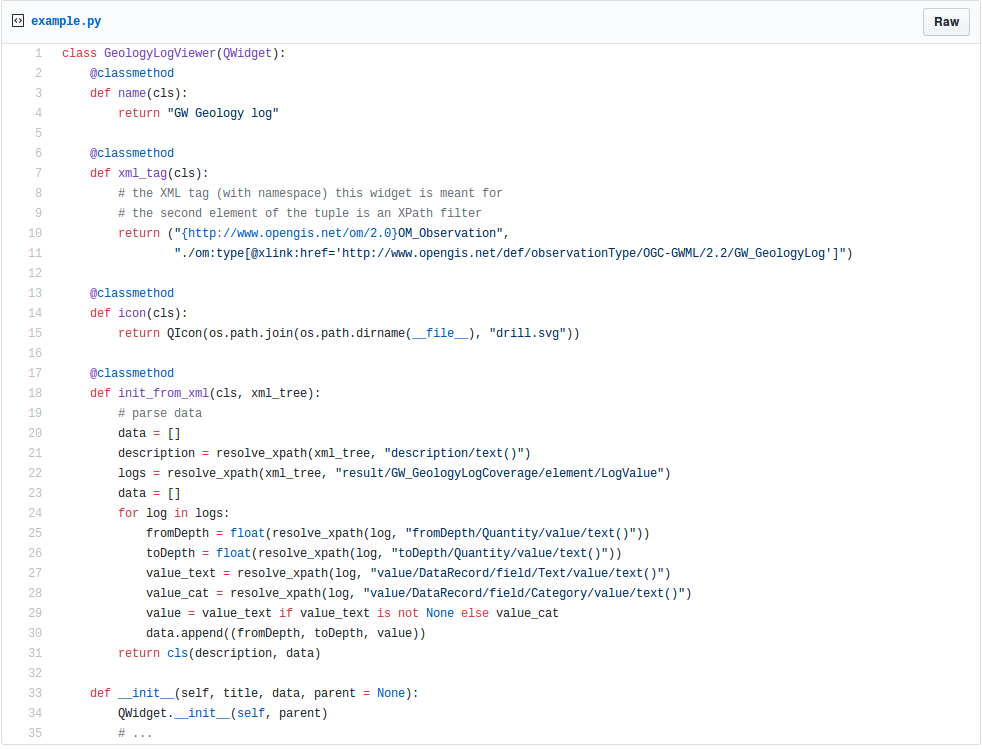 example.py
Raw
1 class GeologyLogViewer(QWidget):
2     @classmethod
3     def name(cls):
4         return "GW Geology log"
5
6     @classmethod
7     def xml_tag(cls):
8         # the XML tag (with namespace) this widget is meant for
9         # the second element of the tuple is an XPath filter
10         return ("{http://www.opengis.net/om/2.0}OM_Observation",
11                 "./om:type[@xlink:href='http://www.opengis.net/def/observationType/OGC-GWML/2.2/GW_GeologyLog']")
12
13     @classmethod
14     def icon(cls):
15         return QIcon(os.path.join(os.path.dirname(__file__), "drill.svg"))
16
17     @classmethod
18     def init_from_xml(cls, xml_tree):
19         # parse data
20         data = []
21         description = resolve_xpath(xml_tree, "description/text()")
22         logs = resolve_xpath(xml_tree, "result/GW_GeologyLogCoverage/element/LogValue")
23         data = []
24         for log in logs:
25             fromDepth = float(resolve_xpath(log, "fromDepth/Quantity/value/text()"))
26             toDepth = float(resolve_xpath(log, "toDepth/Quantity/value/text()"))
27             value_text = resolve_xpath(log, "value/DataRecord/field/Text/value/text()")
28             value_cat = resolve_xpath(log, "value/DataRecord/field/Category/value/text()")
29             value = value_text if value_text is not None else value_cat
30             data.append((fromDepth, toDepth, value))
31         return cls(description, data)
32
33     def __init__(self, title, data, parent = None):
34         QWidget.__init__(self, parent)
35         # ...